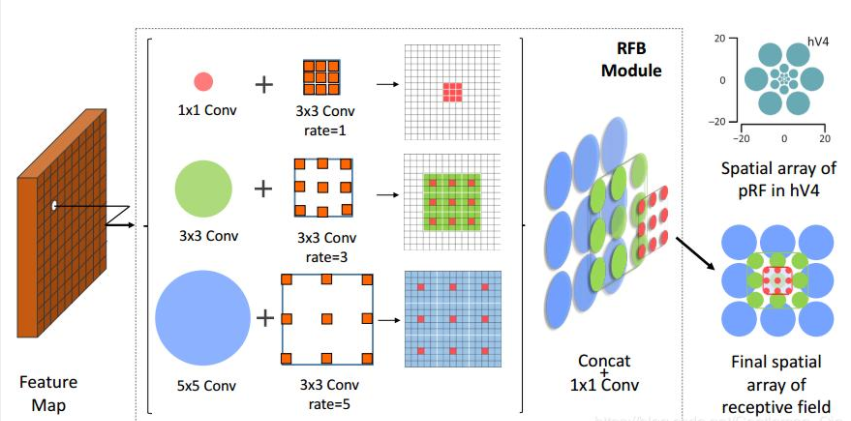 RFB
Module
1x1 Conv
+
3x3 Conv
rate=1
3x3 Conv
+
3x3 Conv
rate=3
5x5 Conv
+
3x3 Conv
rate=5
Feature
Map
Concat
+
1x1 Conv
20
0
−20
−20 0 20
hV4
Spatial array of
pRF in hV4
Final spatial
array of
receptive field